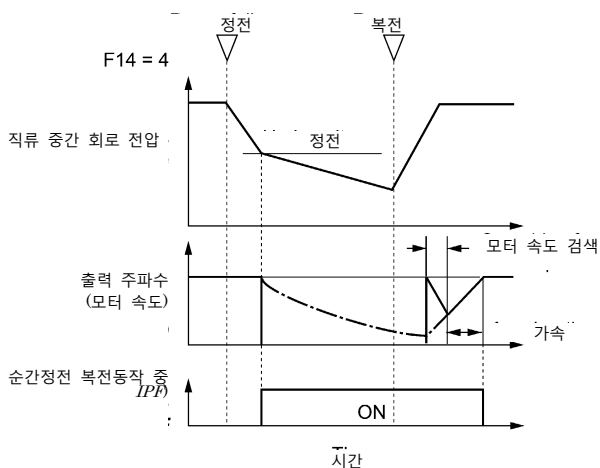 정전 복전
F14 = 4
직류 중간 회로 전압
정전
모터 속도 검색
출력 주파수
(모터 속도)
가속
순간정전 복전동작 중
IPF)
ON
시간